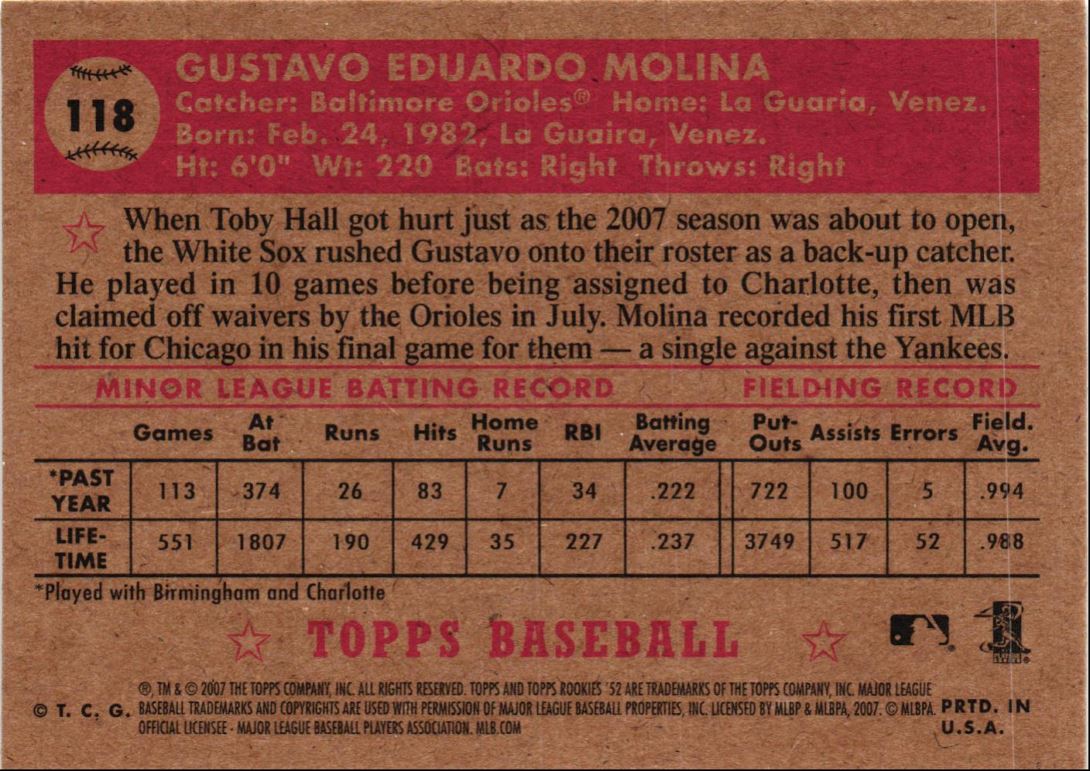 118
GUSTAVO EDUARDO MOLINA
Catcher: Baltimore Orioles® Home: La Guaria, Venez.
Born: Feb. 24, 1982, La Guaira, Venez.
Ht: 6'0" Wt: 220 Bats: Right Throws: Right
When Toby Hall got hurt just as the 2007 season was about to open,
the White Sox rushed Gustavo onto their roster as a back-up catcher.
He played in 10 games before being assigned to Charlotte, then was
claimed off waivers by the Orioles in July. Molina recorded his first MLB
hit for Chicago in his final game for them — a single against the Yankees.
MINOR LEAGUE BATTING RECORD FIELDING RECORD
Games At Bat Runs Hits Home Runs RBI Batting Average Put-Outs Assists Errors Field. Avg.
*PAST YEAR 113 374 26 83 7 34 .222 722 100 5 .994
LIFE-TIME 551 1807 190 429 35 227 .237 3749 517 52 .988
*Played with Birmingham and Charlotte
TOPPS BASEBALL
®, TM & © 2007 THE TOPPS COMPANY, INC. ALL RIGHTS RESERVED. TOPPS AND TOPPS ROOKIES '52 ARE TRADEMARKS OF THE TOPPS COMPANY, INC. MAJOR LEAGUE
© T. C. G. BASEBALL TRADEMARKS AND COPYRIGHTS ARE USED WITH PERMISSION OF MAJOR LEAGUE BASEBALL PROPERTIES, INC. LICENSED BY MLBP & MLBPA, 2007. © MLBPA. PRTD. IN
OFFICIAL LICENSEE - MAJOR LEAGUE BASEBALL PLAYERS ASSOCIATION. MLB.COM U.S.A.